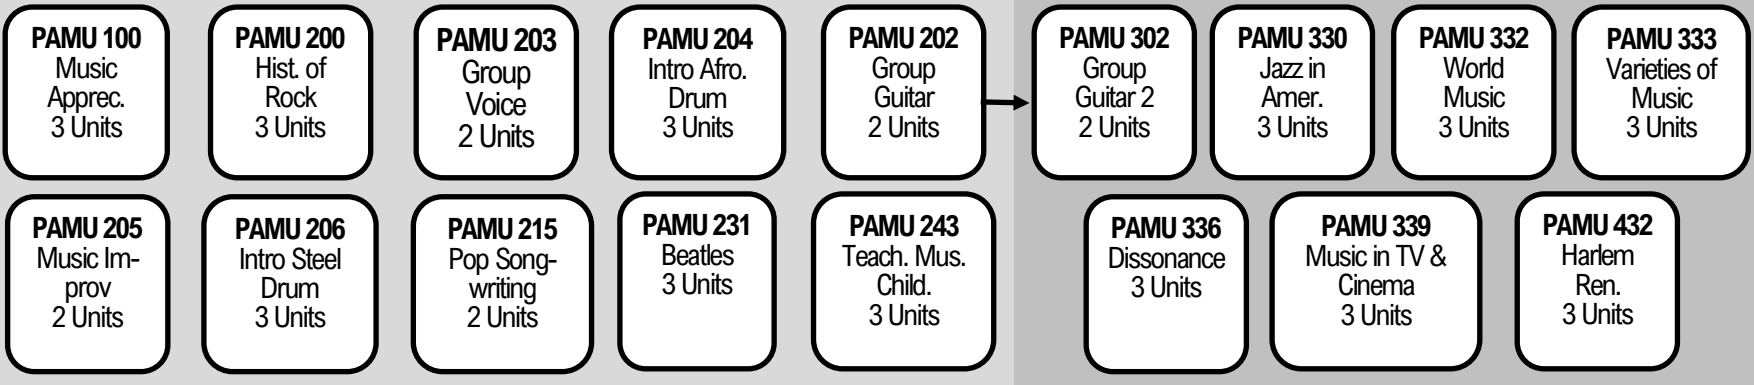 PAMU 100
Music
Apprec.
3 Units
PAMU 200
Hist. of
Rock
3 Units
PAMU 203
Group
Voice
2 Units
PAMU 204
Intro Afro.
Drum
3 Units
PAMU 202
Group
Guitar
2 Units
PAMU 302
Group
Guitar 2
2 Units
PAMU 330
Jazz in
Amer.
3 Units
PAMU 332
World
Music
3 Units
PAMU 333
Varieties of
Music
3 Units
PAMU 205
Music Im-
prov
2 Units
PAMU 206
Intro Steel
Drum
3 Units
PAMU 215
Pop Song-
writing
2 Units
PAMU 231
Beatles
3 Units
PAMU 243
Teach. Mus.
Child.
3 Units
PAMU 336
Dissonance
3 Units
PAMU 339
Music in TV &
Cinema
3 Units
PAMU 432
Harlem
Ren.
3 Units